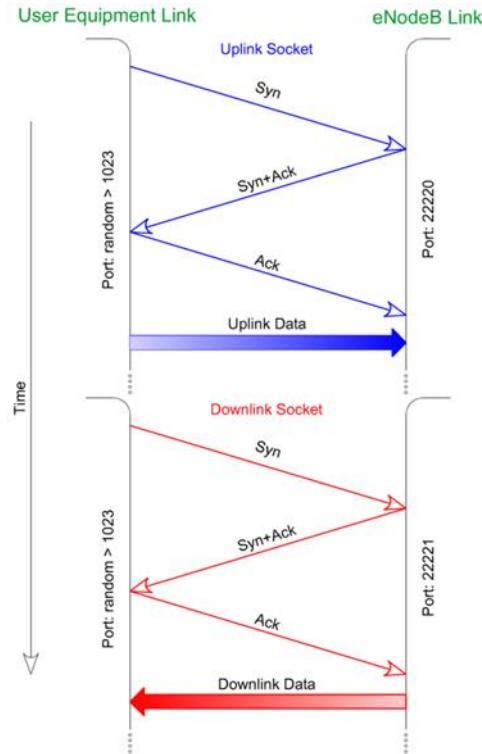 User Equipment Link
eNodeB Link
Uplink Socket
Syn
Syn+Ack
Ack
Port: random > 1023
Port: 22220
Uplink Data
Time
Downlink Socket
Syn
Syn+Ack
Ack
Port: random > 1023
Port: 22221
Downlink Data